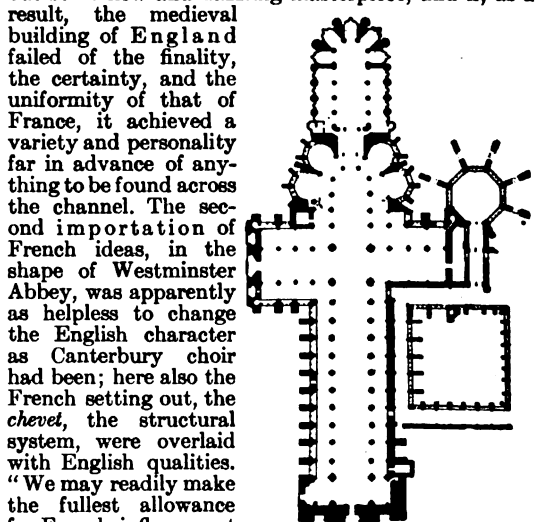 result, the medieval
building of England
failed of the finality,
the certainty, and the
uniformity of that of
France, it achieved a
variety and personality
far in advance of any-
thing to be found across
the channel. The sec-
ond importation of
French ideas, in the
shape of Westminster
Abbey, was apparently
as helpless to change
the English character
as Canterbury choir
had been; here also the
French setting out, the
chevet, the structural
system, were overlaid
with English qualities.
“We may readily make
the fullest allowance